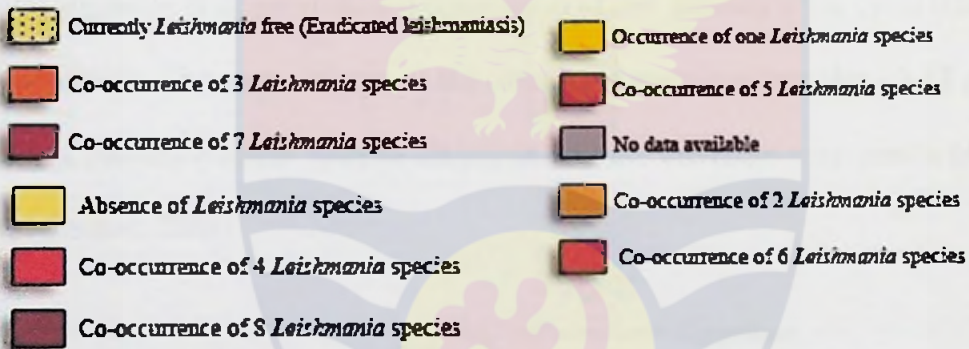 Currently Leishmania free (Eradicated leishmaniasis)
Co-occurrence of 3 Leishmania species
Co-occurrence of 7 Leishmania species
Absence of Leishmania species
Co-occurrence of 4 Leishmania species
Co-occurrence of 8 Leishmania species
Occurrence of one Leishmania species
Co-occurrence of 5 Leishmania species
No data available
Co-occurrence of 2 Leishmania species
Co-occurrence of 6 Leishmania species